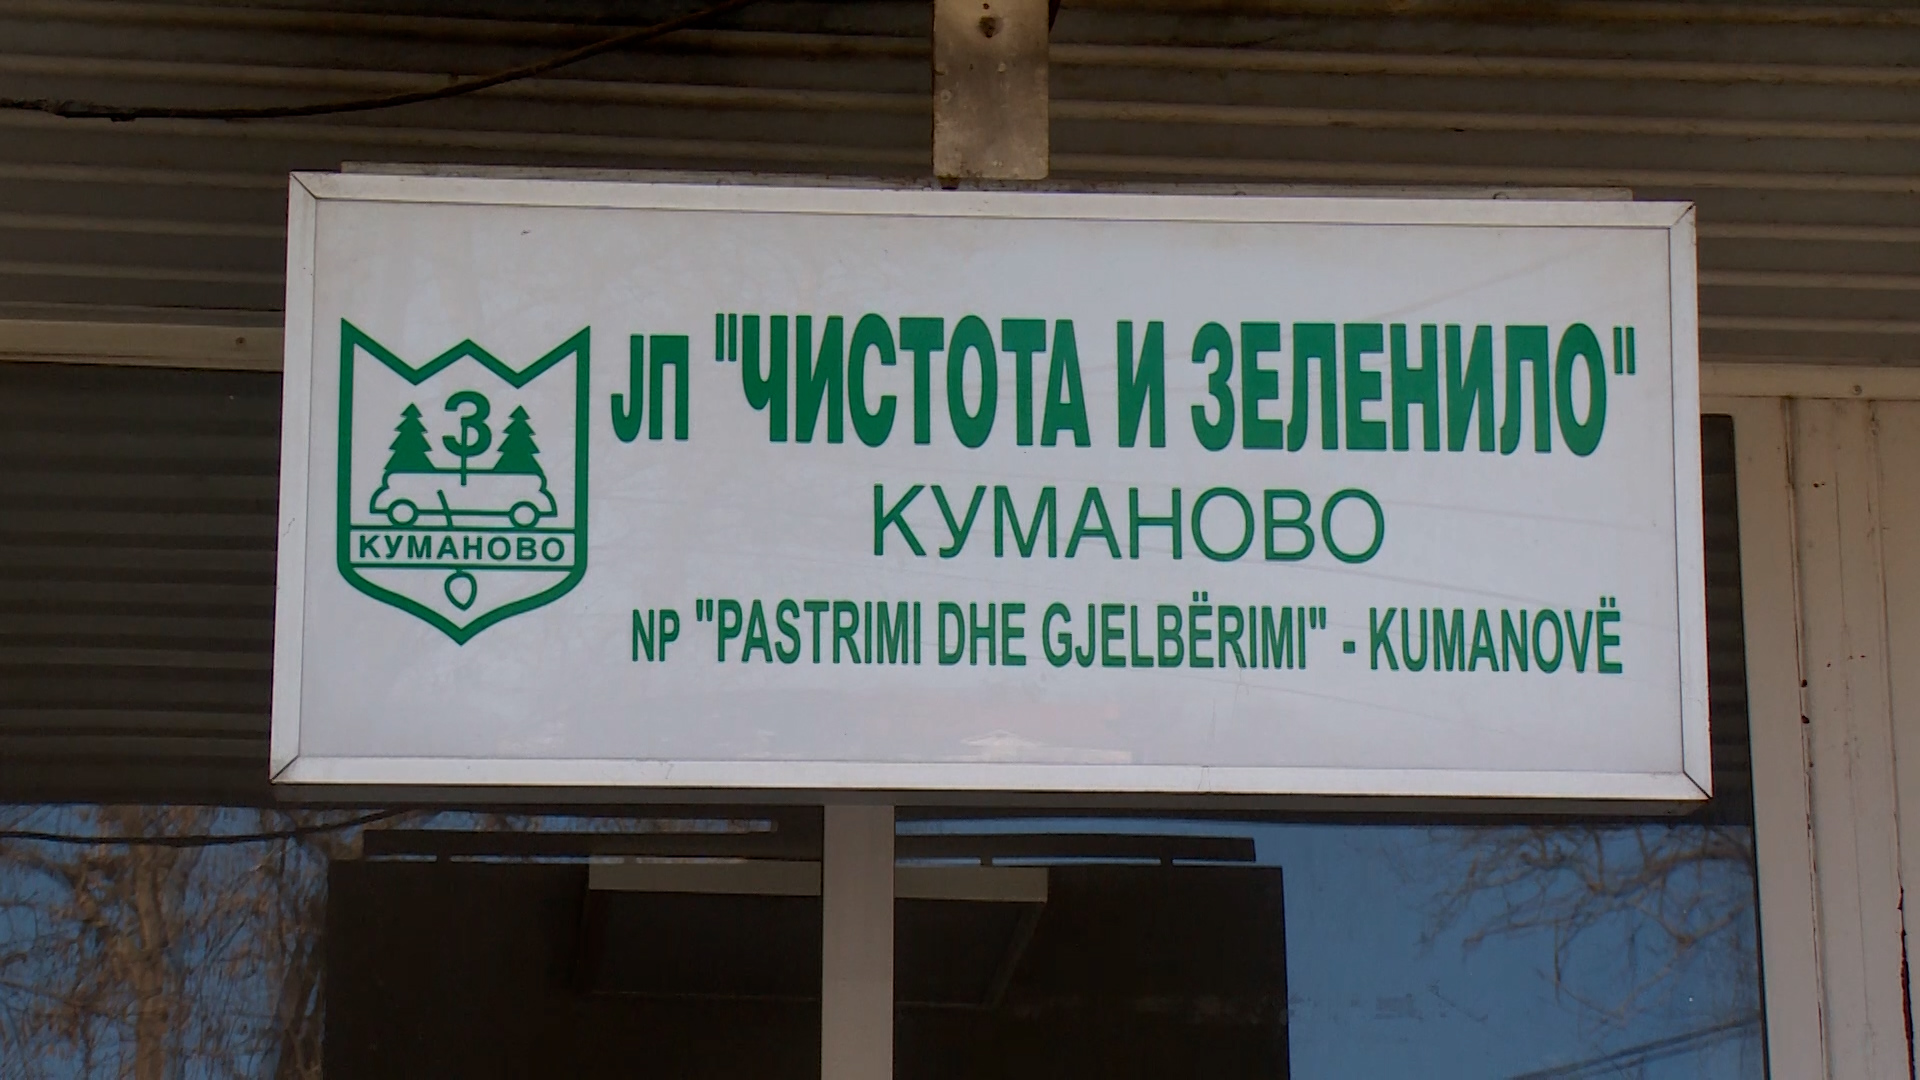 З
КУМАНОВО
ЈП "ЧИСТОТА И ЗЕЛЕНИЛО"
КУМАНОВО
NP "PASTRIMI DHE GJELBËRIMI" - KUMANOVË